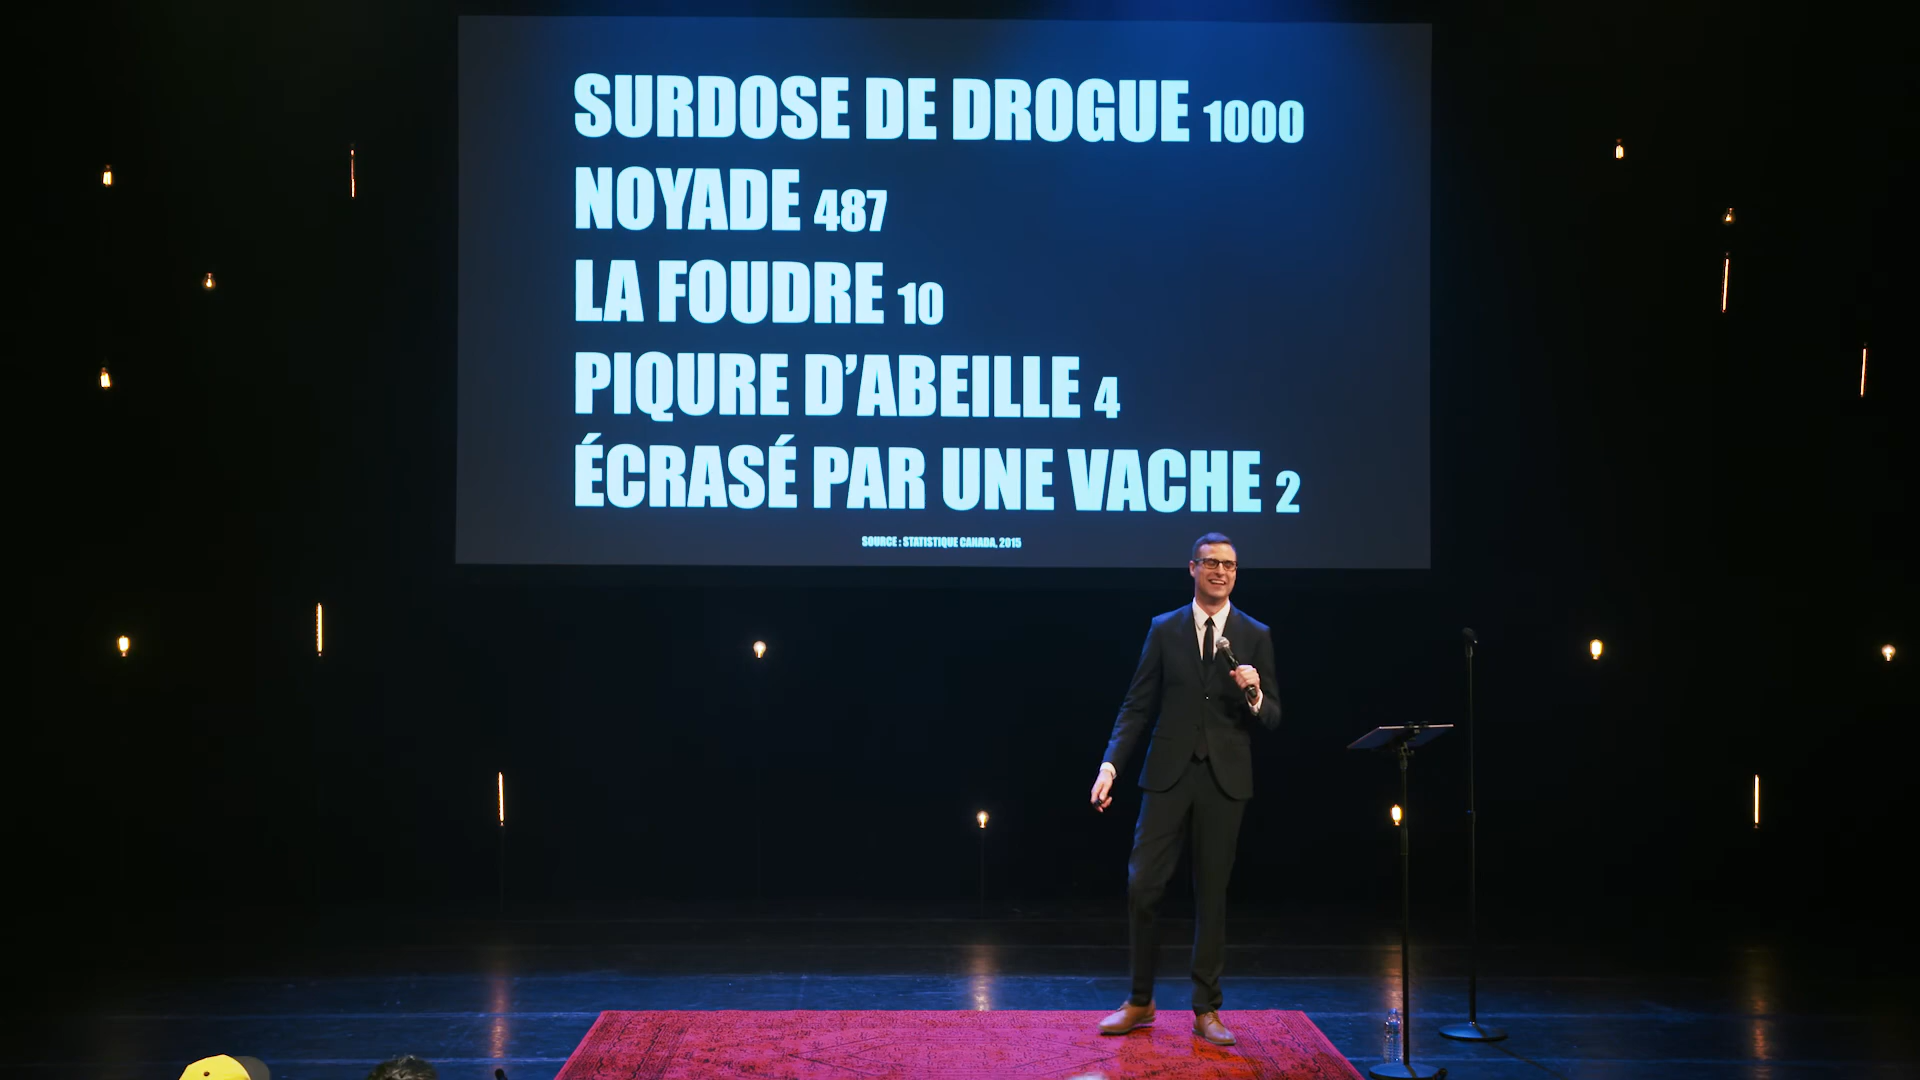 SURDOSE DE DROGUE 1000
NOYADE 487
LA FOUDRE 10
PIQURE D'ABEILLE 4
ÉCRASÉ PAR UNE VACHE 2
SOURCE : STATISTIQUE CANADA, 2015